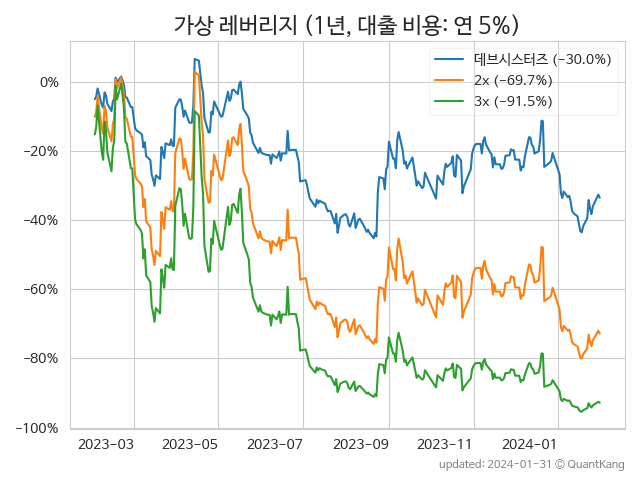 가상 레버리지 (1년, 대출 비용: 연 5%)
데브시스터즈 (−30.0%)
2x (−69.7%)
3x (−91.5%)
0%
−20%
−40%
−60%
−80%
−100%
2023-03 2023-05 2023-07 2023-09 2023-11 2024-01
updated: 2024-01-31 © QuantKang